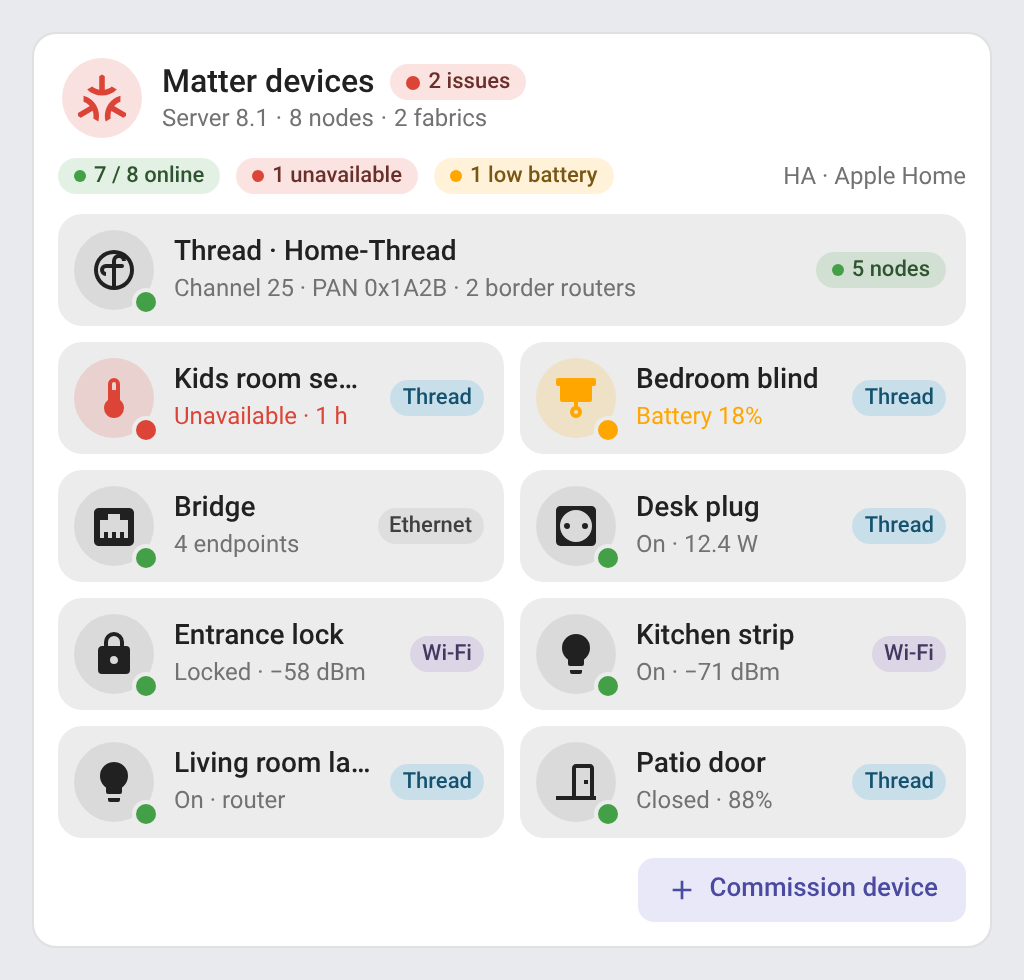 Matter devices
2 issues
Server 8.1 · 8 nodes · 2 fabrics
7 / 8 online
1 unavailable
1 low battery
HA · Apple Home
Thread · Home-Thread
Channel 25 · PAN 0x1A2B · 2 border routers
5 nodes
Kids room se...
Unavailable · 1 h
Thread
Bedroom blind
Battery 18%
Thread
Bridge
4 endpoints
Ethernet
Desk plug
On · 12.4 W
Thread
Entrance lock
Locked · −58 dBm
Wi-Fi
Kitchen strip
On · −71 dBm
Wi-Fi
Living room la...
On · router
Thread
Patio door
Closed · 88%
Thread
+ Commission device